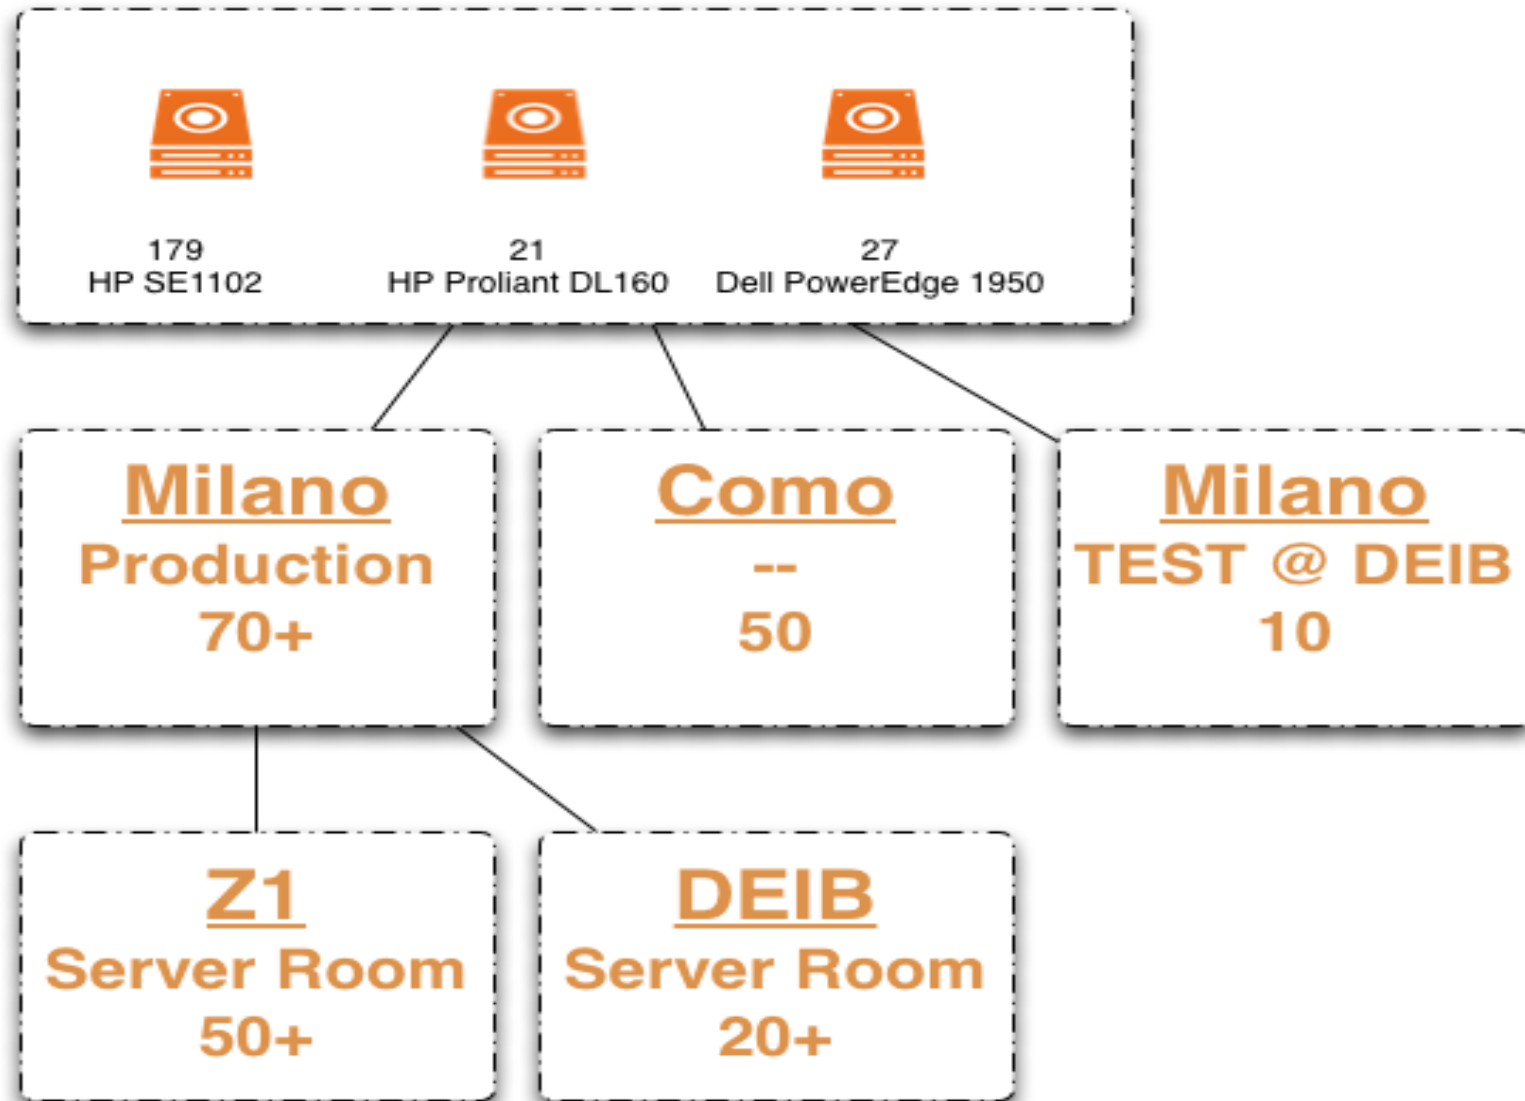 179
HP SE1102
21
HP Proliant DL160
27
Dell PowerEdge 1950
Milano
Production
70+
Como
--
50
Milano
TEST @ DEIB
10
Z1
Server Room
50+
DEIB
Server Room
20+